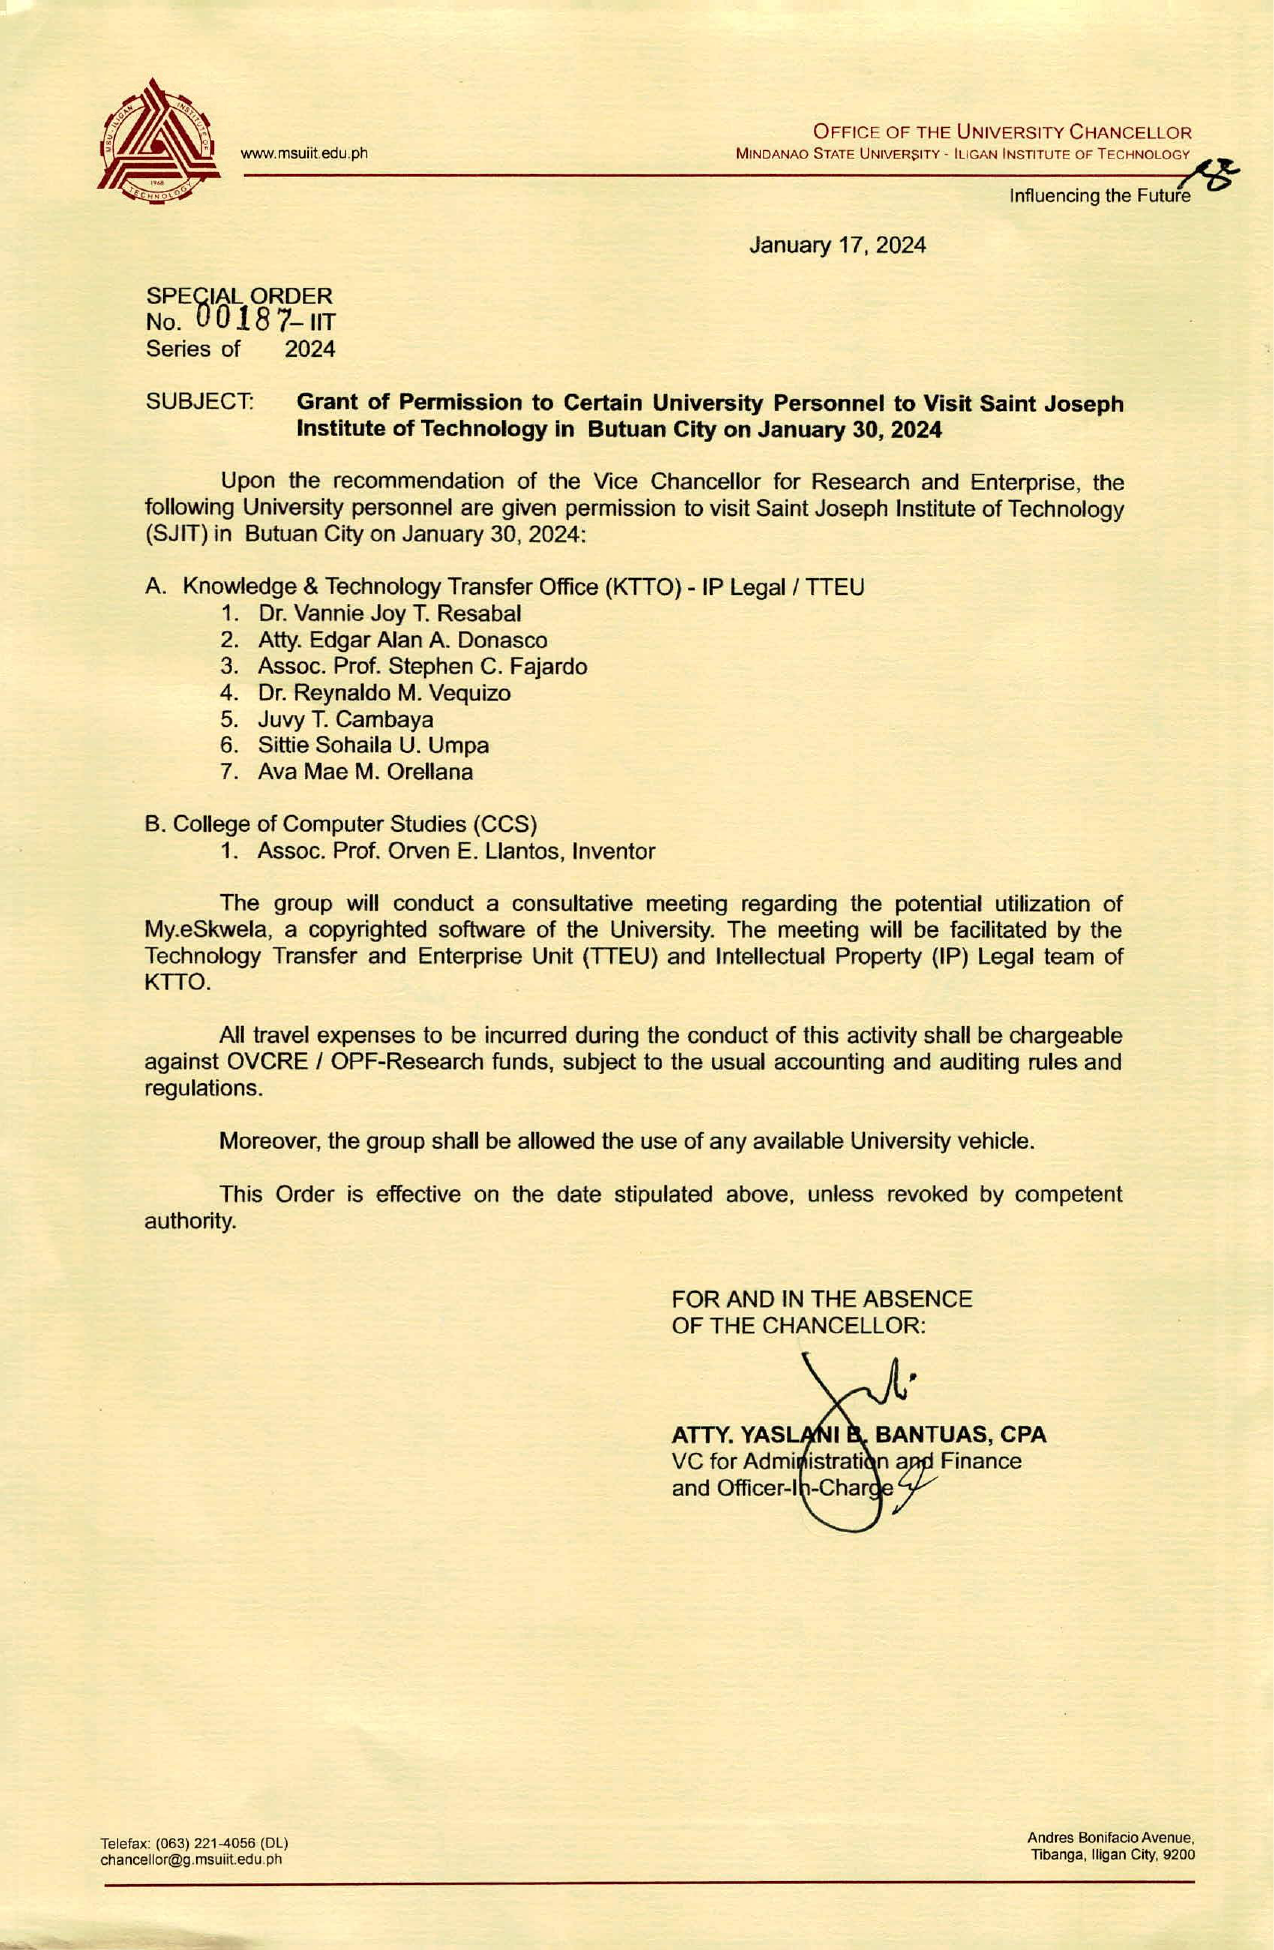 MSU - ILIGAN INSTITUTE OF TECHNOLOGY
1968
www.msuiit.edu.ph
OFFICE OF THE UNIVERSITY CHANCELLOR
MINDANAO STATE UNIVERSITY - ILIGAN INSTITUTE OF TECHNOLOGY
Influencing the Future
January 17, 2024
SPECIAL ORDER
No. 00187-IIT
Series of 2024
SUBJECT: Grant of Permission to Certain University Personnel to Visit Saint Joseph
Institute of Technology in Butuan City on January 30, 2024
Upon the recommendation of the Vice Chancellor for Research and Enterprise, the
following University personnel are given permission to visit Saint Joseph Institute of Technology
(SJIT) in Butuan City on January 30, 2024:
A. Knowledge & Technology Transfer Office (KTTO) - IP Legal / TTEU
1. Dr. Vannie Joy T. Resabal
2. Atty. Edgar Alan A. Donasco
3. Assoc. Prof. Stephen C. Fajardo
4. Dr. Reynaldo M. Vequizo
5. Juvy T. Cambaya
6. Sittie Sohaila U. Umpa
7. Ava Mae M. Orellana
B. College of Computer Studies (CCS)
1. Assoc. Prof. Orven E. Llantos, Inventor
The group will conduct a consultative meeting regarding the potential utilization of
My.eSkwela, a copyrighted software of the University. The meeting will be facilitated by the
Technology Transfer and Enterprise Unit (TTEU) and Intellectual Property (IP) Legal team of
KTTO.
All travel expenses to be incurred during the conduct of this activity shall be chargeable
against OVCRE / OPF-Research funds, subject to the usual accounting and auditing rules and
regulations.
Moreover, the group shall be allowed the use of any available University vehicle.
This Order is effective on the date stipulated above, unless revoked by competent
authority.
FOR AND IN THE ABSENCE
OF THE CHANCELLOR:
ATTY. YASLANI B. BANTUAS, CPA
VC for Administration and Finance
and Officer-In-Charge
Telefax: (063) 221-4056 (DL)
chancellor@g.msuiit.edu.ph
Andres Bonifacio Avenue,
Tibanga, Iligan City, 9200